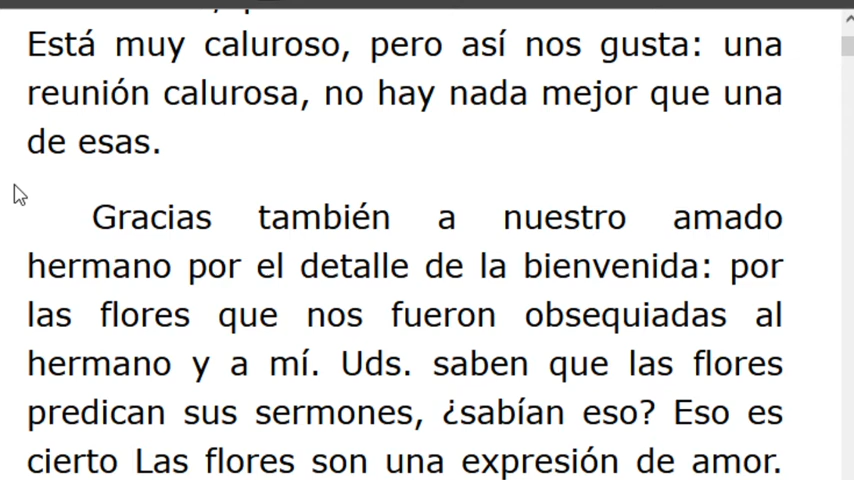 Está muy caluroso, pero así nos gusta: una
reunión calurosa, no hay nada mejor que una
de esas.
Gracias también a nuestro amado
hermano por el detalle de la bienvenida: por
las flores que nos fueron obsequiadas al
hermano y a mí. Uds. saben que las flores
predican sus sermones, ¿sabían eso? Eso es
cierto Las flores son una expresión de amor.